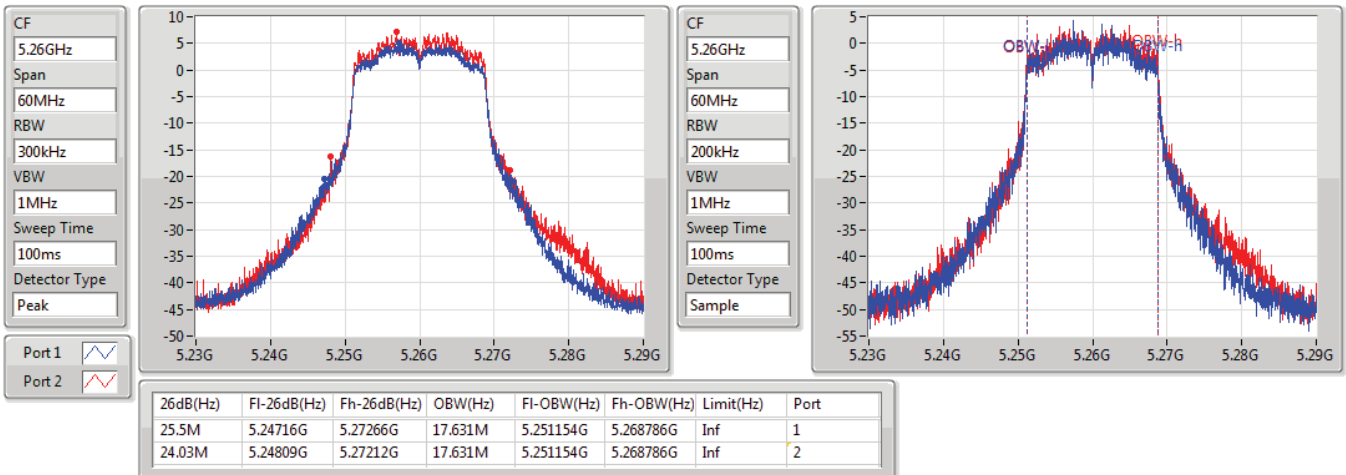 CF
5.26GHz
Span
60MHz
RBW
300kHz
VBW
1MHz
Sweep Time
100ms
Detector Type
Peak
Port 1
Port 2
10
5
0
-5
-10
-15
-20
-25
-30
-35
-40
-45
-50
5.23G 5.24G 5.25G 5.26G 5.27G 5.28G 5.29G
CF
5.26GHz
Span
60MHz
RBW
200kHz
VBW
1MHz
Sweep Time
100ms
Detector Type
Sample
5
0
-5
-10
-15
-20
-25
-30
-35
-40
-45
-50
-55
OBW-h
5.23G 5.24G 5.25G 5.26G 5.27G 5.28G 5.29G
26dB(Hz) Fl-26dB(Hz) Fh-26dB(Hz) OBW(Hz) Fl-OBW(Hz) Fh-OBW(Hz) Limit(Hz) Port
25.5M 5.24716G 5.27266G 17.631M 5.251154G 5.268786G Inf 1
24.03M 5.24809G 5.27212G 17.631M 5.251154G 5.268786G Inf 2